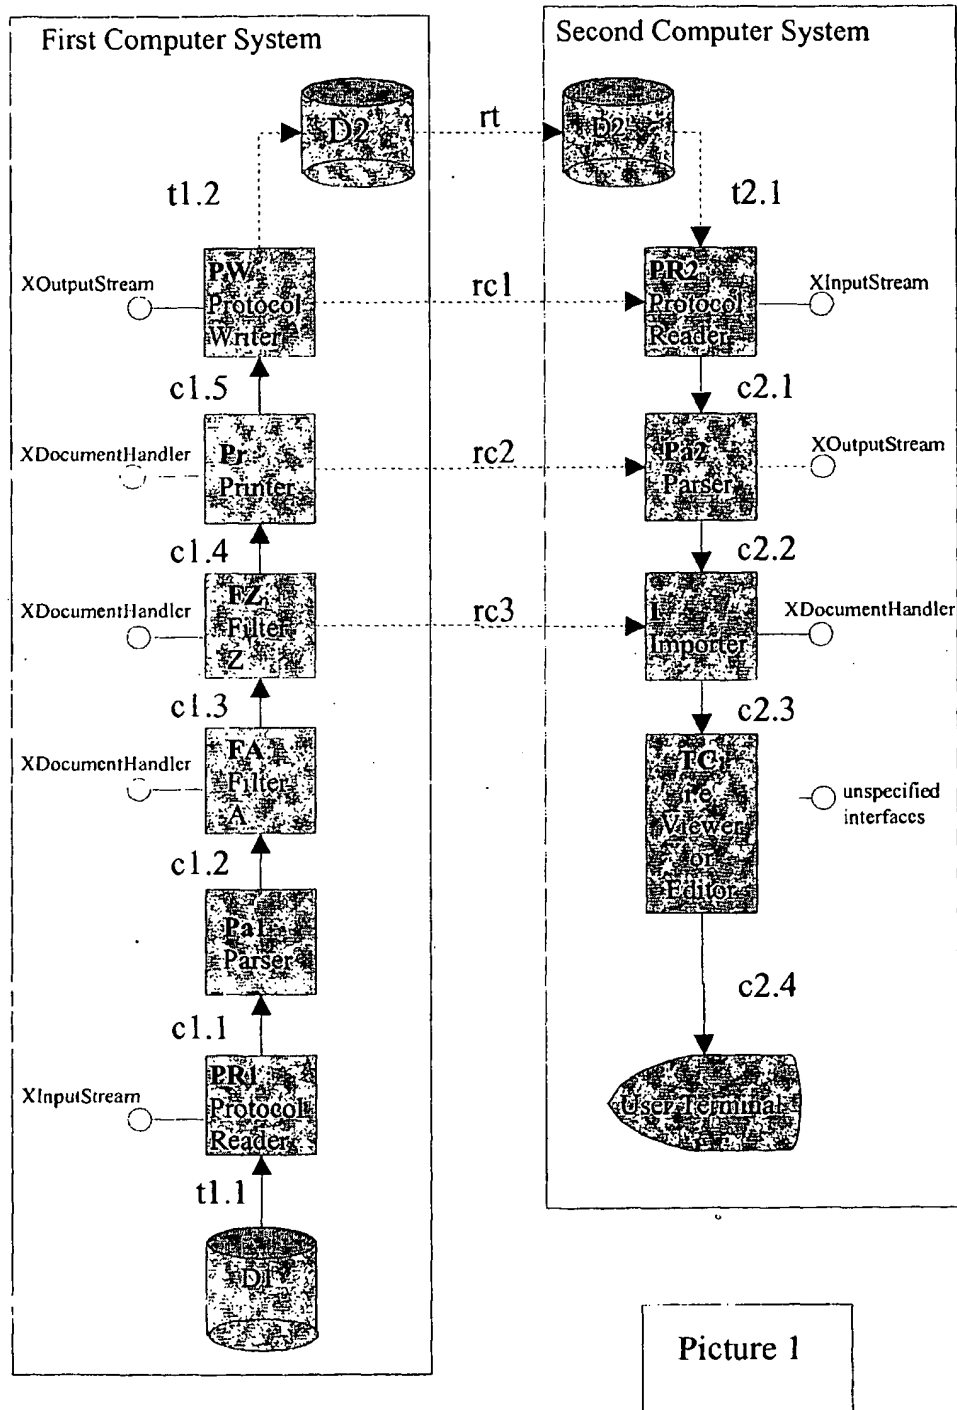 First Computer System
D2
t1.2
XOutputStream
PW
Protocol
Writer
c1.5
XDocumentHandler
Pr
Printer
c1.4
XDocumentHandler
FZ
Filter
Z
c1.3
XDocumentHandler
FA
Filter
A
c1.2
Pa1
Parser
c1.1
XInputStream
PR1
Protocol
Reader
t1.1
D1
rt
rc1
rc2
rc3
Second Computer System
D2
t2.1
PR2
Protocol
Reader
XInputStream
c2.1
Pa2
Parser
XOutputStream
c2.2
I
Importer
XDocumentHandler
c2.3
TC
i.e.
Viewer
or
Editor
unspecified
interfaces
c2.4
User Terminal
Picture 1